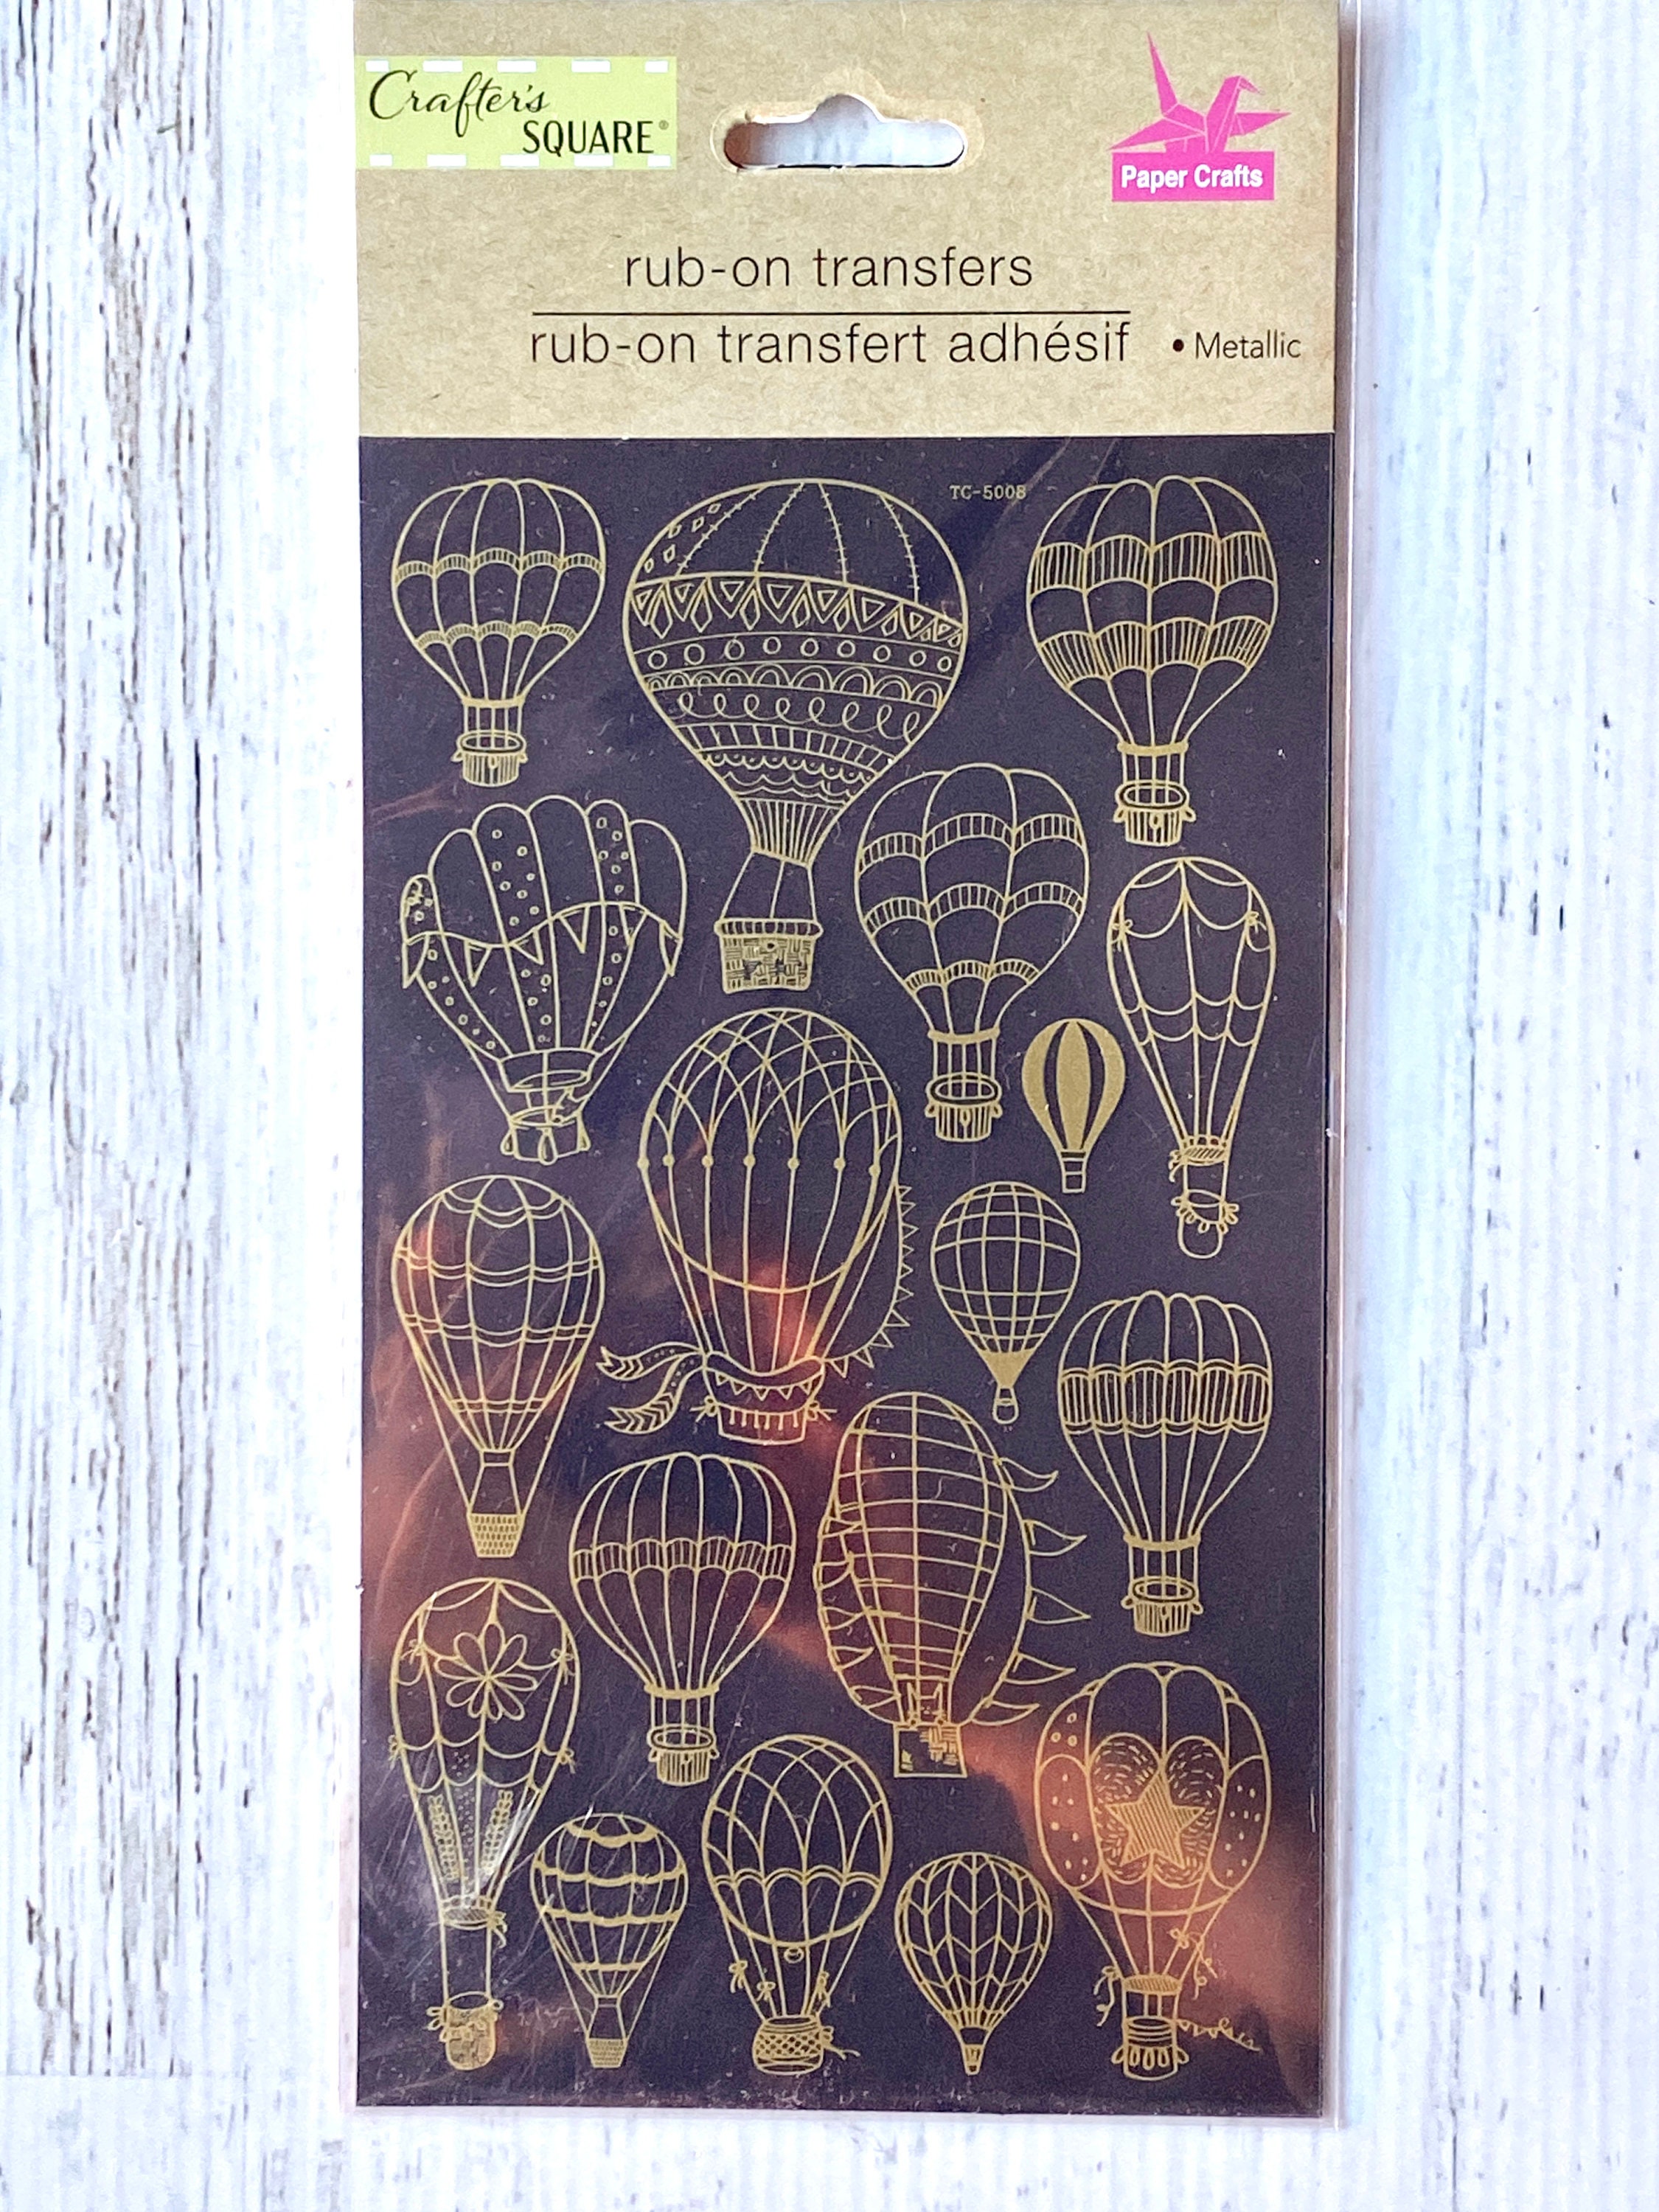 Crafter's
SQUARE®
Paper Crafts
rub-on transfers
rub-on transfert adhésif • Metallic
TC-5008